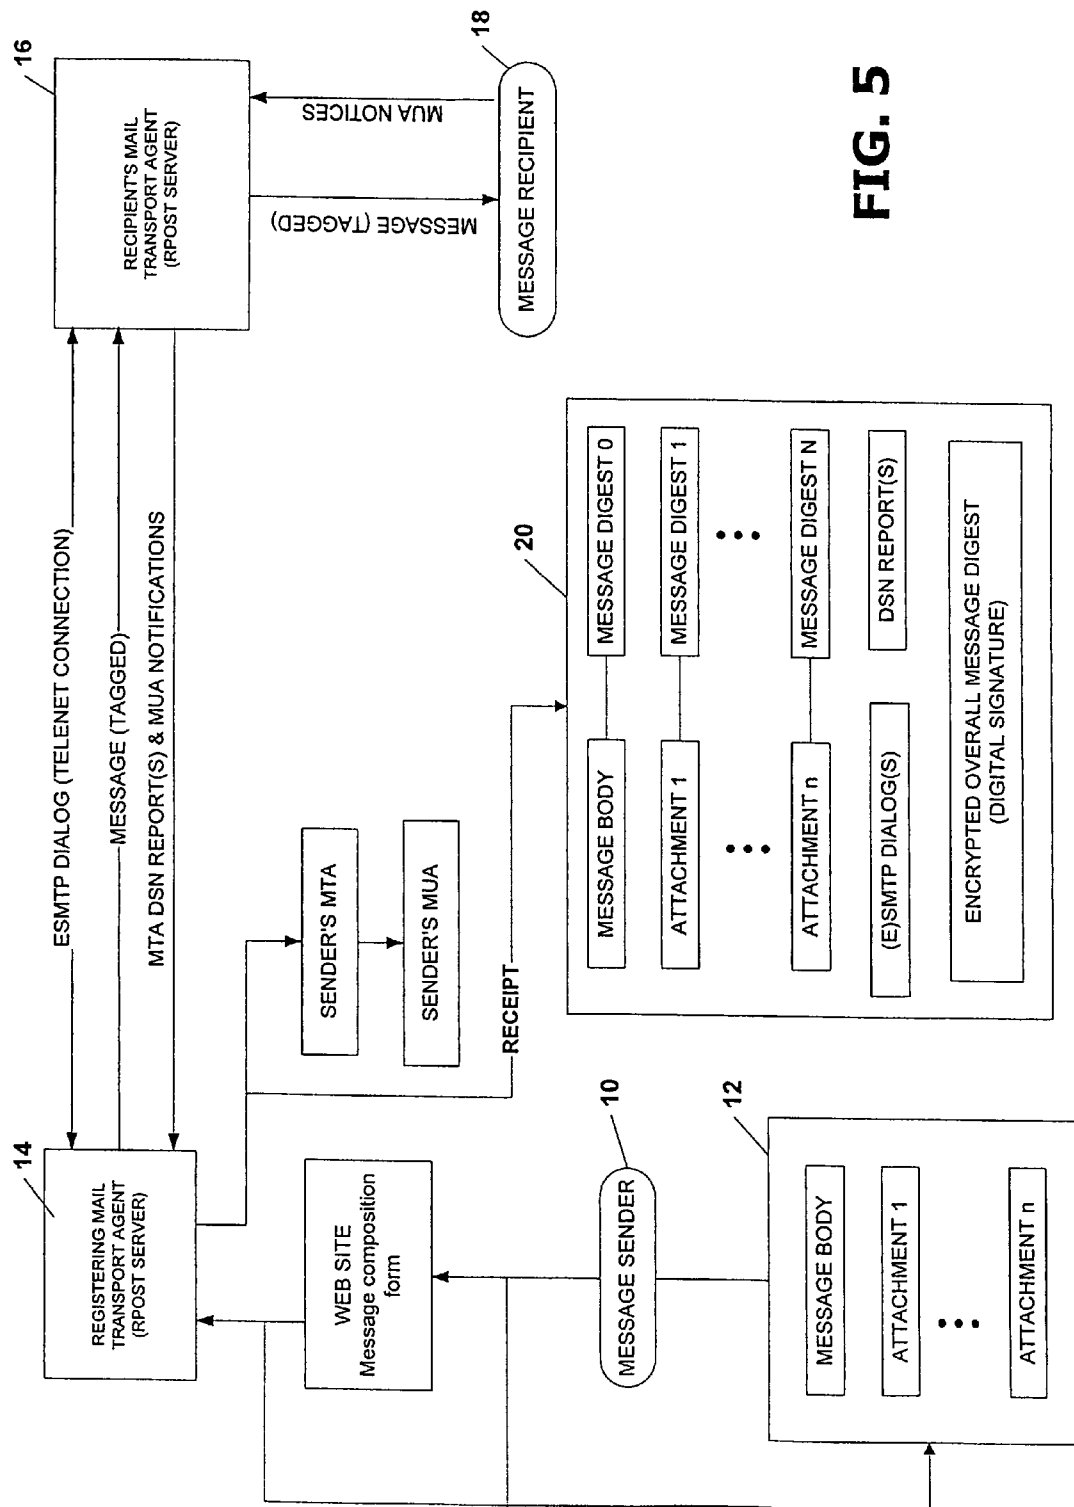 14
REGISTERING MAIL
TRANSPORT AGENT
(RPOST SERVER)
ESMTP DIALOG (TELENET CONNECTION)
MESSAGE (TAGGED)
MTA DSN REPORT(S) & MUA NOTIFICATIONS
16
RECIPIENT'S MAIL
TRANSPORT AGENT
(RPOST SERVER)
MESSAGE (TAGGED)
MUA NOTICES
18
MESSAGE RECIPIENT
WEB SITE
Message composition
form
SENDER'S MTA
SENDER'S MUA
RECEIPT
10
MESSAGE SENDER
12
MESSAGE BODY
ATTACHMENT 1
ATTACHMENT n
20
MESSAGE BODY
MESSAGE DIGEST 0
ATTACHMENT 1
MESSAGE DIGEST 1
ATTACHMENT n
MESSAGE DIGEST N
(E)SMTP DIALOG(S)
DSN REPORT(S)
ENCRYPTED OVERALL MESSAGE DIGEST
(DIGITAL SIGNATURE)
FIG. 5